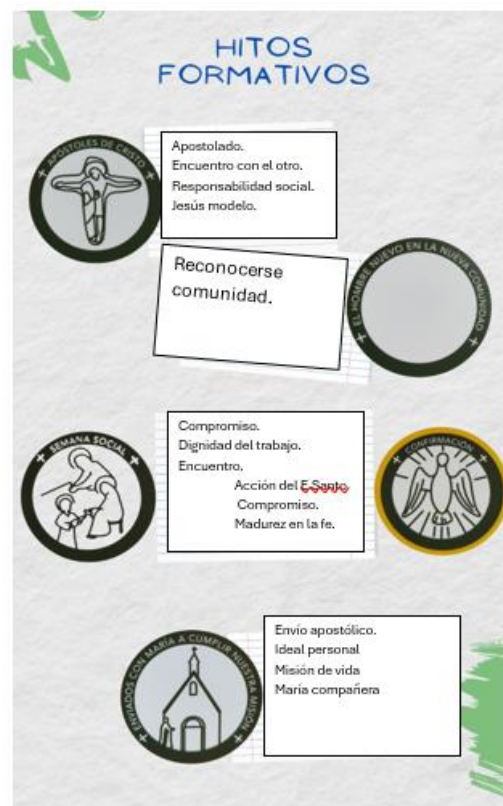 HITOS
FORMATIVOS
APÓSTOLES DE CRISTO
Apostolado.
Encuentro con el otro.
Responsabilidad social.
Jesús modelo.
Reconocerse
comunidad.
EL HOMBRE NUEVO EN LA NUEVA COMUNIDAD
SEMANA SOCIAL
Compromiso.
Dignidad del trabajo.
Encuentro.
Acción del E.Santo.
Compromiso.
Madurez en la fe.
CONFIRMACIÓN
ENVIADOS CON MARÍA A CUMPLIR NUESTRA MISIÓN
Envío apostólico.
Ideal personal
Misión de vida
María compañera